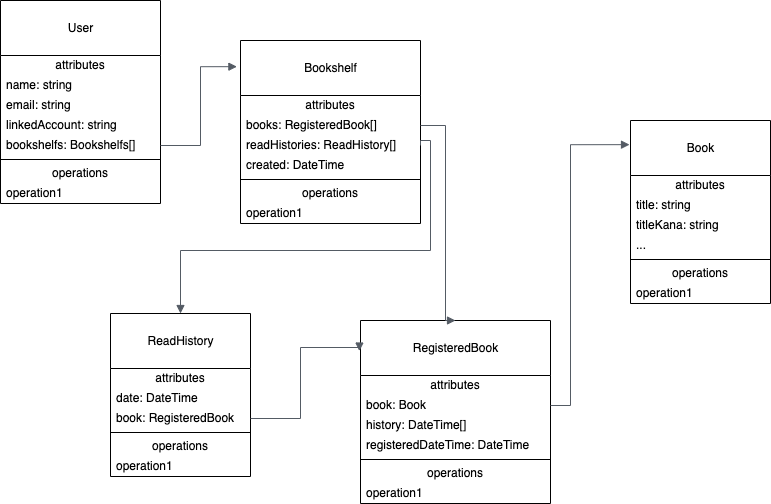 User
attributes
name: string
email: string
linkedAccount: string
bookshelfs: Bookshelfs[]
operations
operation1
Bookshelf
attributes
books: RegisteredBook[]
readHistories: ReadHistory[]
created: DateTime
operations
operation1
Book
attributes
title: string
titleKana: string
...
operations
operation1
ReadHistory
attributes
date: DateTime
book: RegisteredBook
operations
operation1
RegisteredBook
attributes
book: Book
history: DateTime[]
registeredDateTime: DateTime
operations
operation1